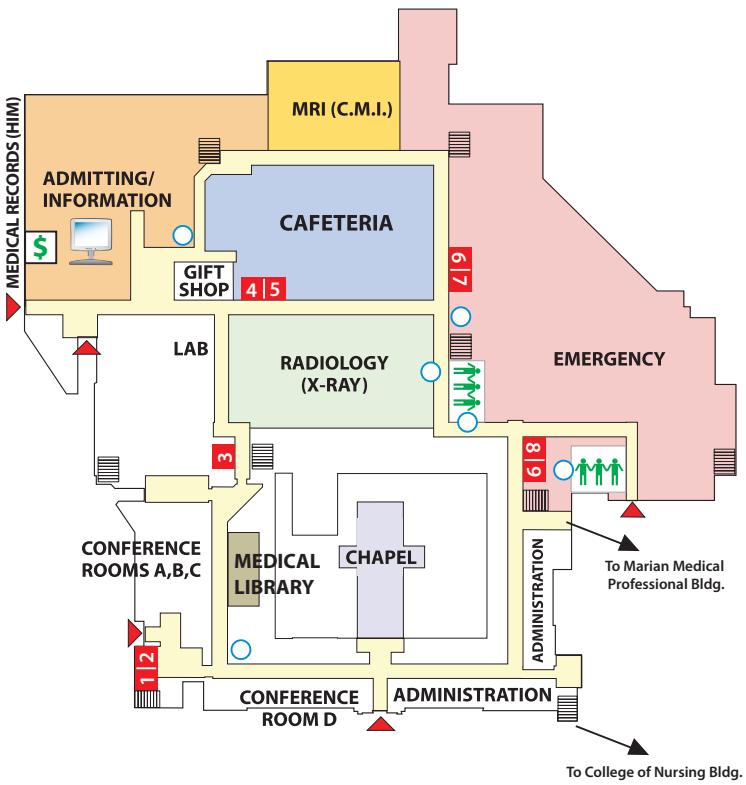 MRI (C.M.I.)
MEDICAL RECORDS (HIM)
ADMITTING/
INFORMATION
CAFETERIA
$
GIFT
SHOP
4|5
6|7
LAB
RADIOLOGY
(X-RAY)
EMERGENCY
3
8|9
CONFERENCE
ROOMS A,B,C
MEDICAL
LIBRARY
CHAPEL
ADMINISTRATION
To Marian Medical
Professional Bldg.
1|2
CONFERENCE
ROOM D
ADMINISTRATION
To College of Nursing Bldg.